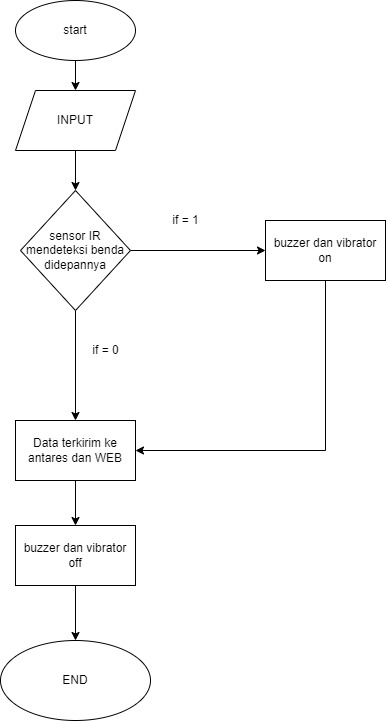 start
INPUT
sensor IR
mendeteksi benda
didepannya
if = 1
buzzer dan vibrator
on
if = 0
Data terkirim ke
antares dan WEB
buzzer dan vibrator
off
END